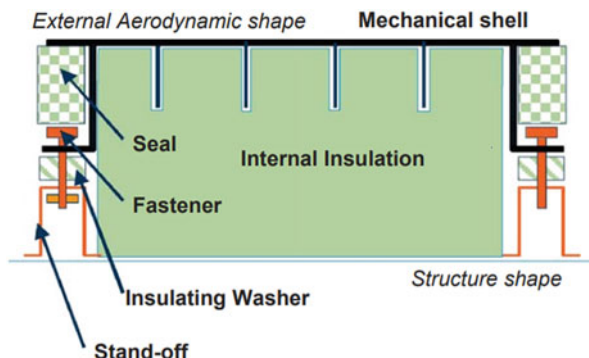 External Aerodynamic shape
Mechanical shell
Seal
Internal Insulation
Fastener
Structure shape
Insulating Washer
Stand-off